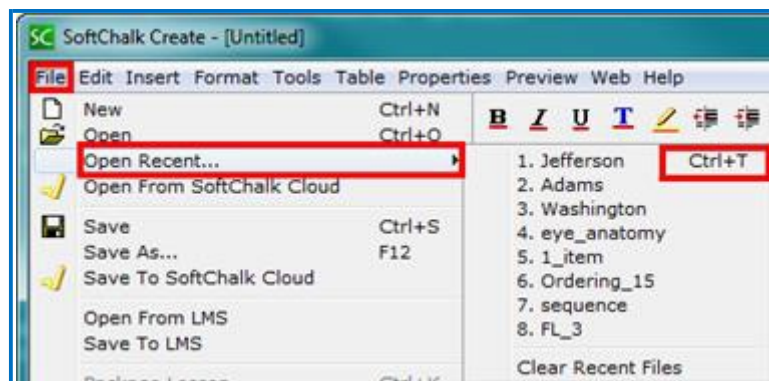 SC SoftChalk Create - [Untitled]
File Edit Insert Format Tools Table Properties Preview Web Help
New Ctrl+N
B I U T
Open Ctrl+O
Open Recent...
1. Jefferson Ctrl+T
Open From SoftChalk Cloud
2. Adams
3. Washington
Save Ctrl+S
4. eye_anatomy
Save As... F12
5. 1_item
Save To SoftChalk Cloud
6. Ordering_15
7. sequence
Open From LMS
8. FL_3
Save To LMS
Clear Recent Files